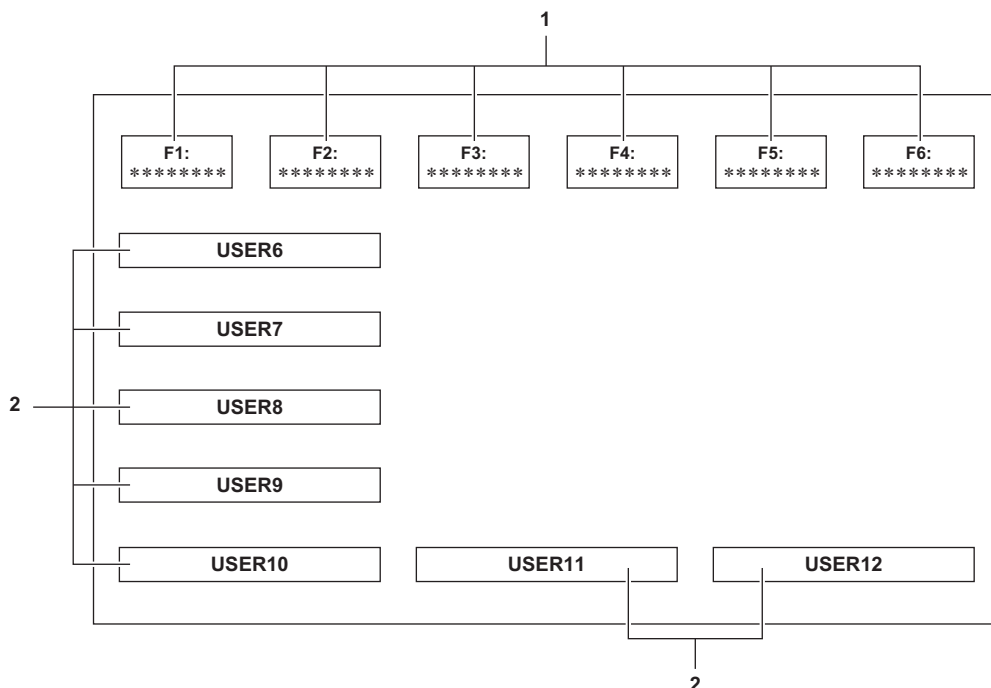 1
F1: F2: F3: F4: F5: F6:
******** ******** ******** ******** ******** ********
USER6
USER7
2 USER8
USER9
USER10 USER11 USER12
2